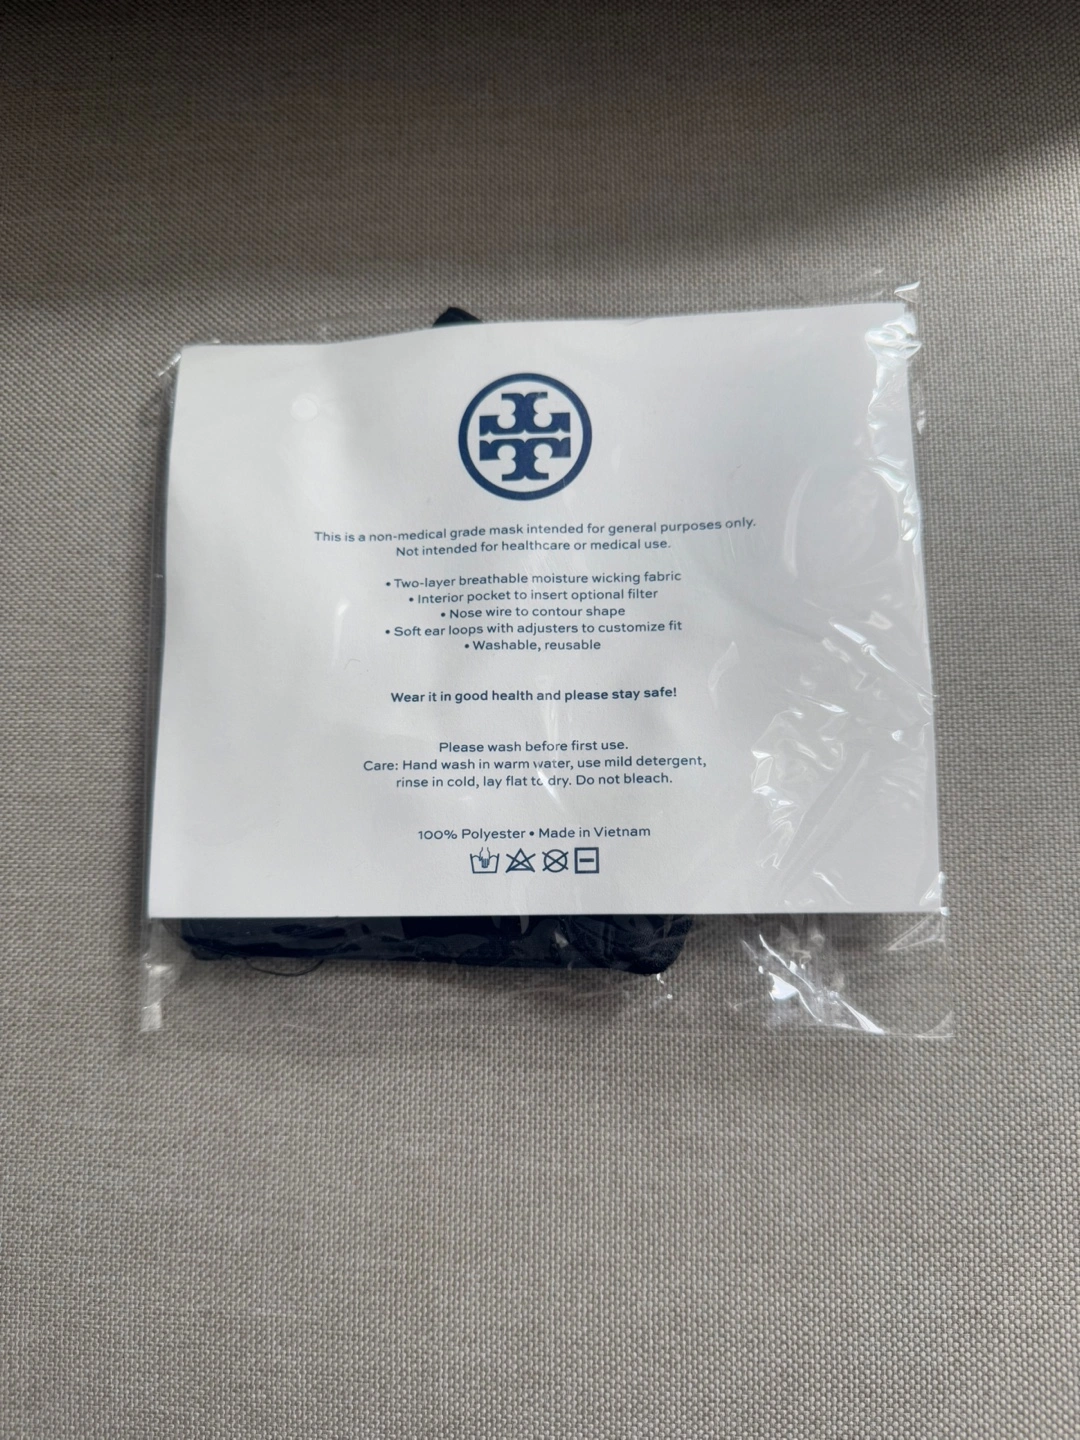 This is a non-medical grade mask intended for general purposes only.
Not intended for healthcare or medical use.
• Two-layer breathable moisture wicking fabric
• Interior pocket to insert optional filter
• Nose wire to contour shape
• Soft ear loops with adjusters to customize fit
• Washable, reusable
Wear it in good health and please stay safe!
Please wash before first use.
Care: Hand wash in warm water, use mild detergent,
rinse in cold, lay flat to dry. Do not bleach.
100% Polyester • Made in Vietnam